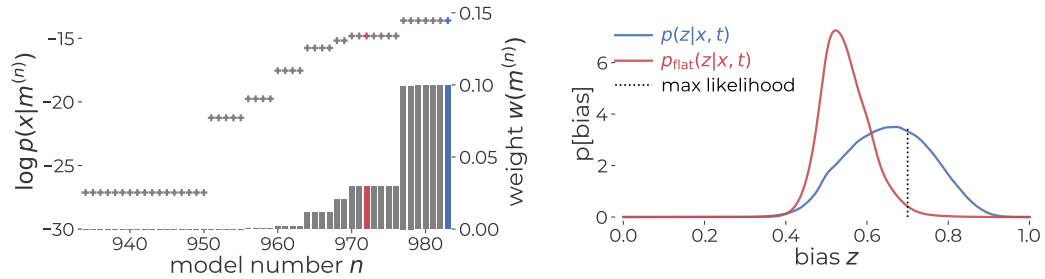 log p(x|m⁽ⁿ⁾)
−15
−20
−25
−30
0.15
0.10
0.05
0.00
weight w(m⁽ⁿ⁾)
940 950 960 970 980
model number n
p(z|x, t)
p_flat(z|x, t)
max likelihood
p[bias]
6
4
2
0
0.0 0.2 0.4 0.6 0.8 1.0
bias z